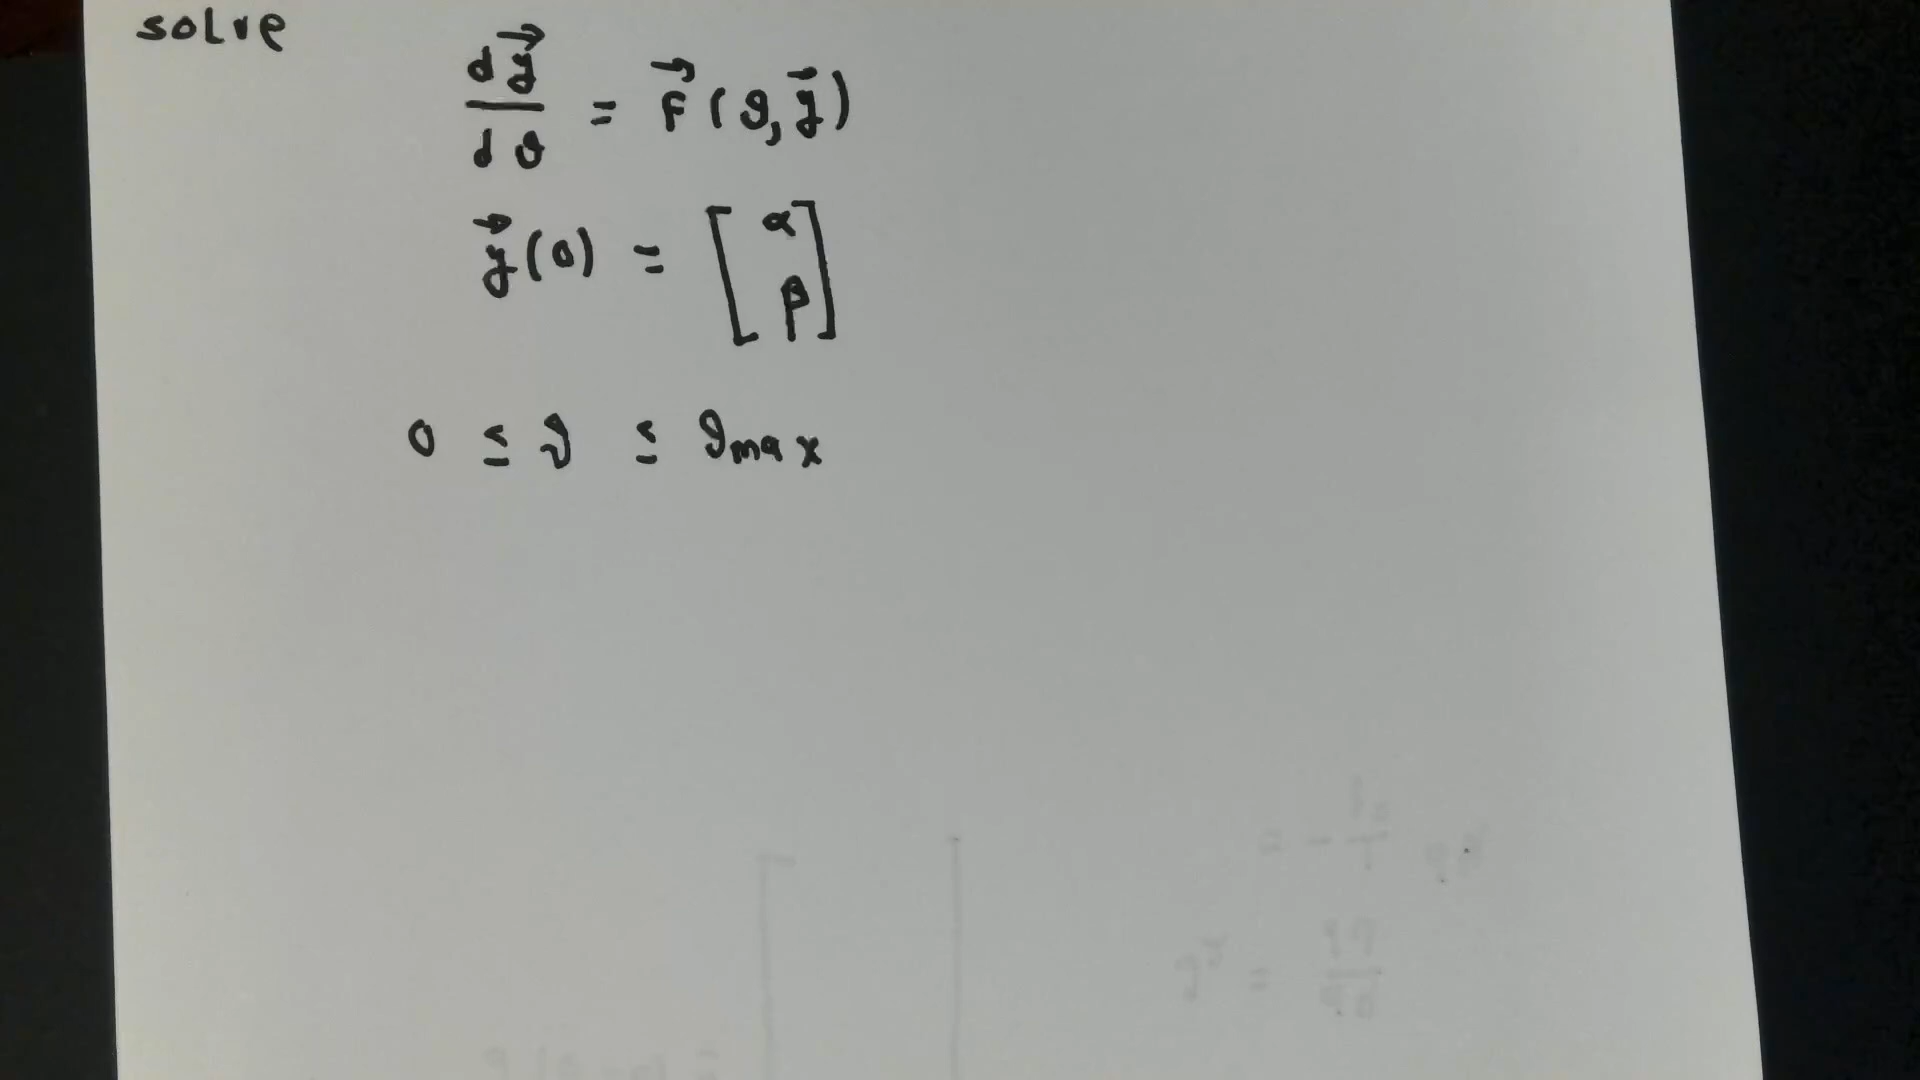 solve
dy⃗/dϑ = F⃗(ϑ, y⃗)
y⃗(0) = [α β]
0 ≤ ϑ ≤ ϑmax